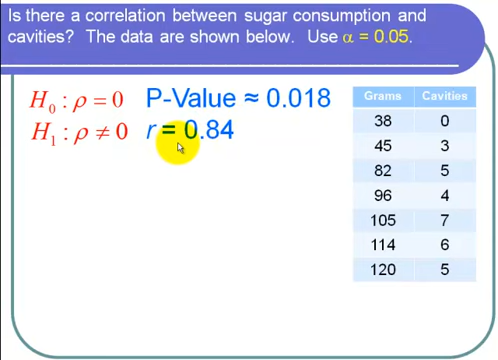 Is there a correlation between sugar consumption and
cavities? The data are shown below. Use α = 0.05.
H₀ : ρ = 0 P-Value ≈ 0.018
H₁ : ρ ≠ 0 r = 0.84
Grams Cavities
38 0
45 3
82 5
96 4
105 7
114 6
120 5